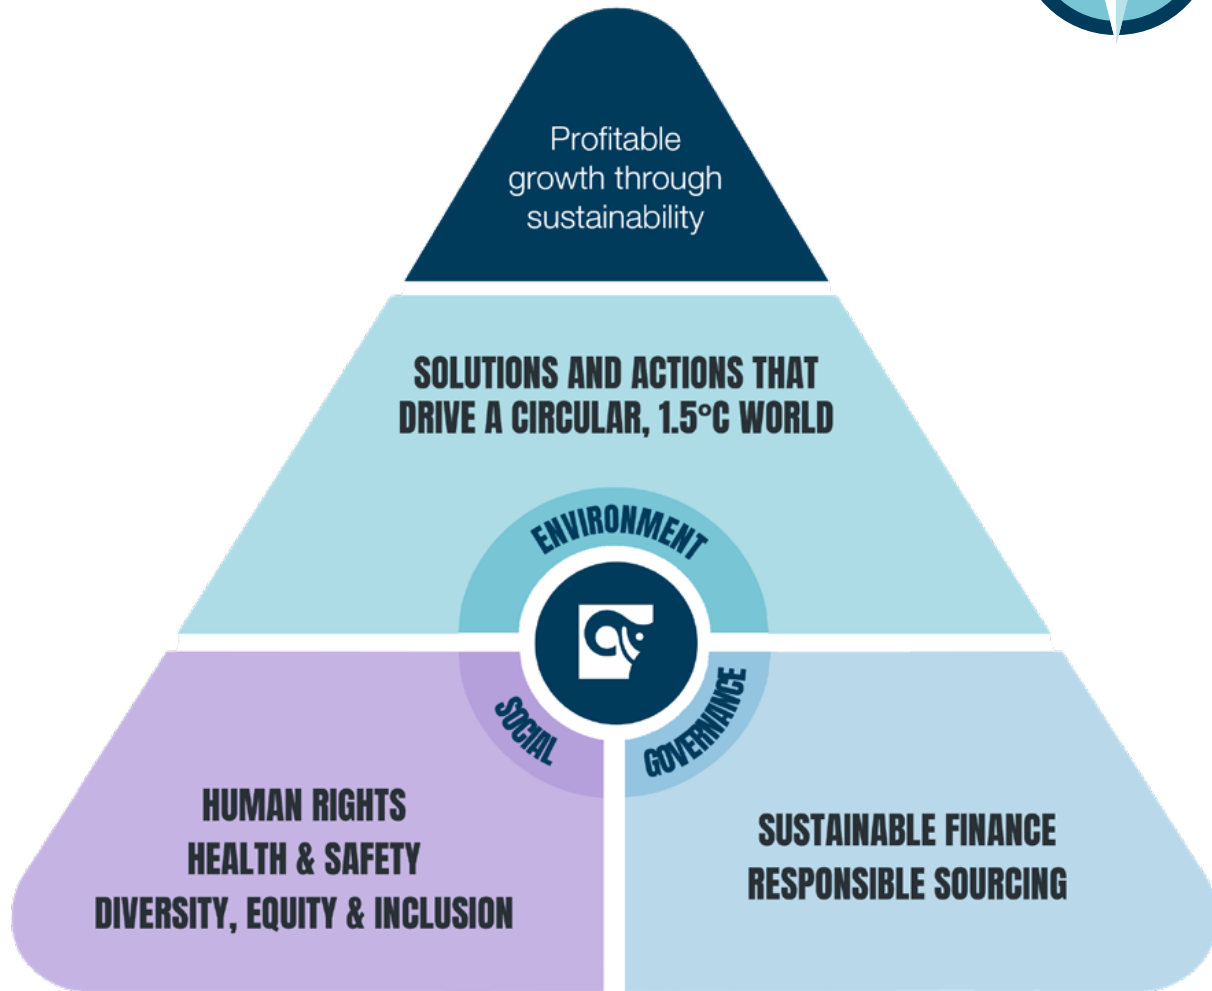 Profitable
growth through
sustainability
SOLUTIONS AND ACTIONS THAT
DRIVE A CIRCULAR, 1.5°C WORLD
ENVIRONMENT
SOCIAL
GOVERNANCE
HUMAN RIGHTS
HEALTH & SAFETY
DIVERSITY, EQUITY & INCLUSION
SUSTAINABLE FINANCE
RESPONSIBLE SOURCING